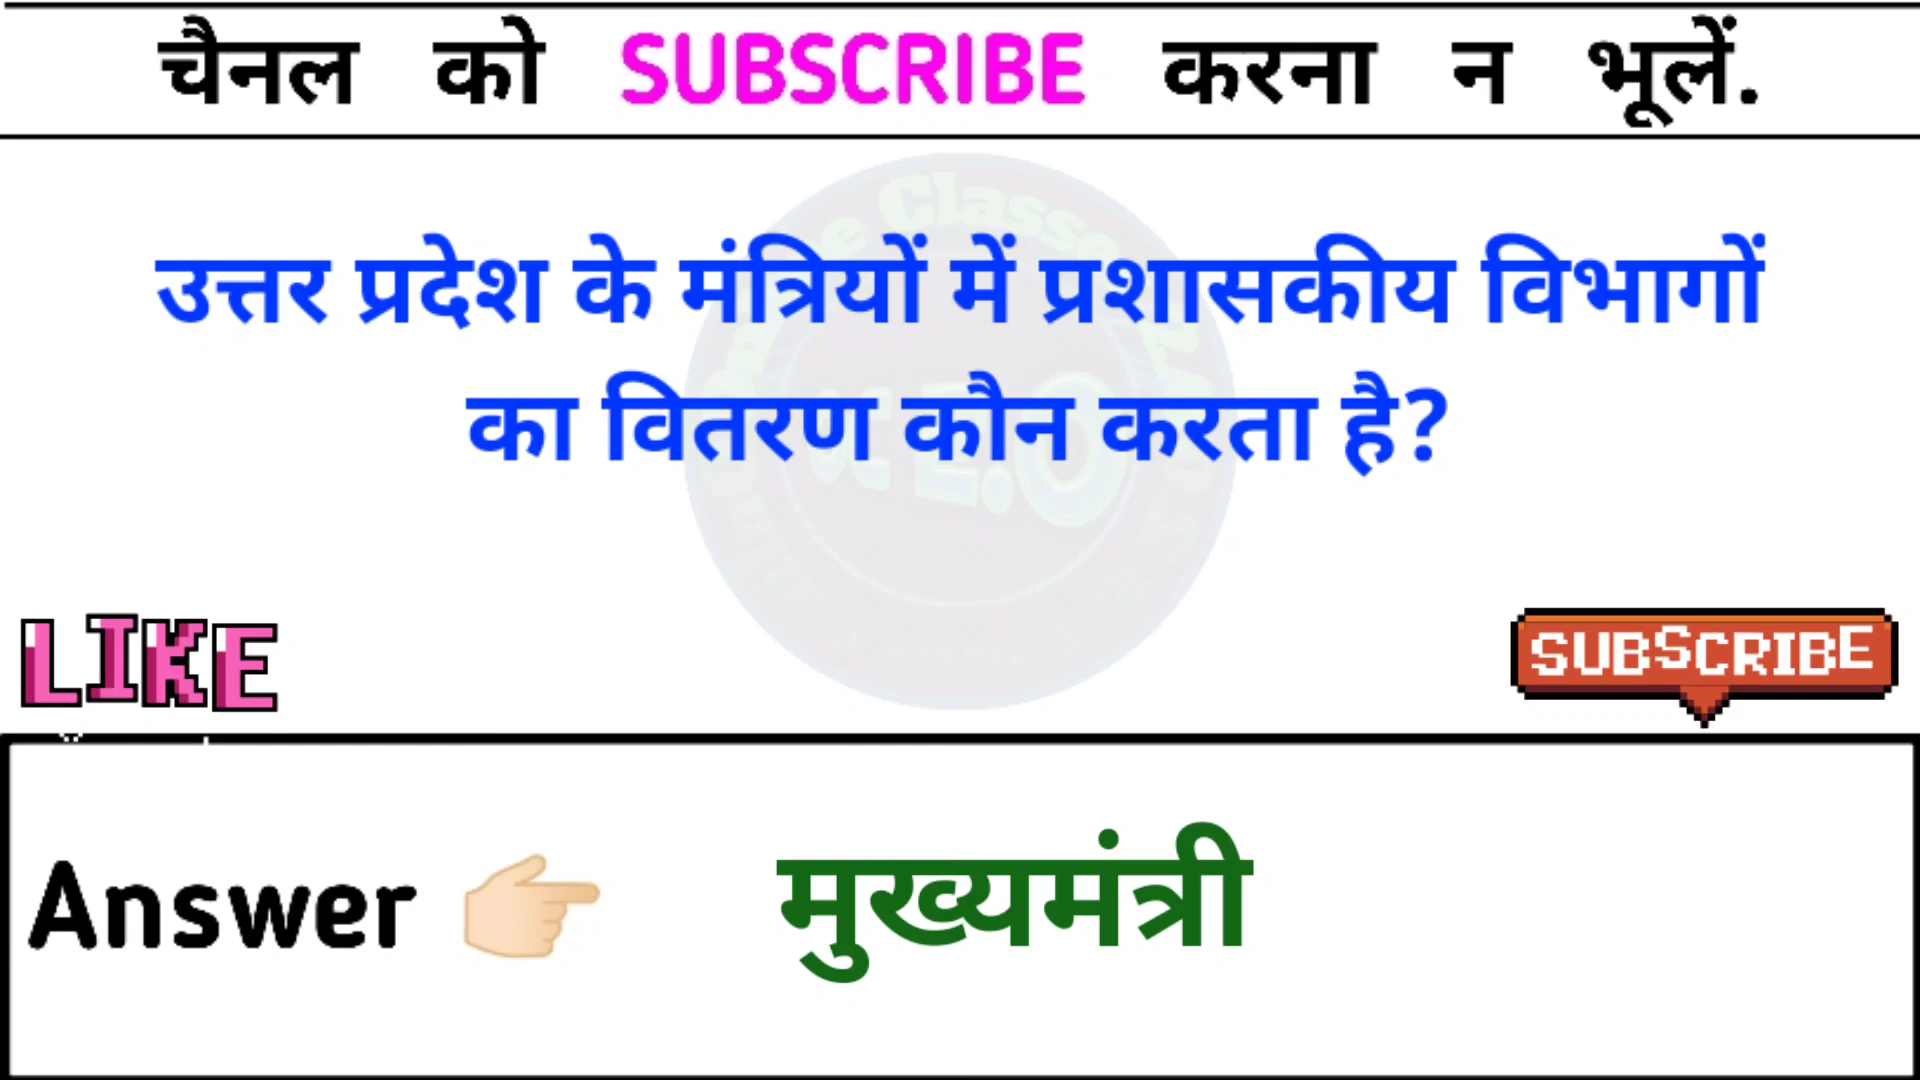 चैनल को SUBSCRIBE करना न भूलें.
उत्तर प्रदेश के मंत्रियों में प्रशासकीय विभागों
का वितरण कौन करता है?
LIKE
SUBSCRIBE
Answer 👉🏻 मुख्यमंत्री